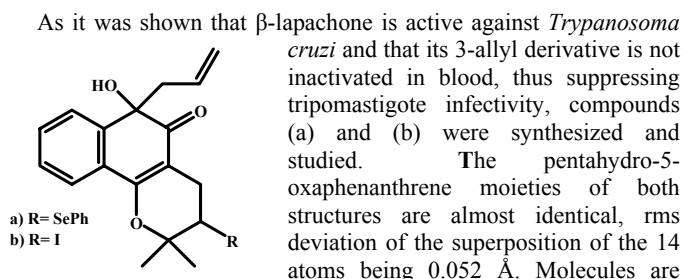 As it was shown that β-lapachone is active against Trypanosoma
cruzi and that its 3-allyl derivative is not
inactivated in blood, thus suppressing
tripomastigote infectivity, compounds
(a) and (b) were synthesized and
studied. The pentahydro-5-
oxaphenanthrene moieties of both
structures are almost identical, rms
deviation of the superposition of the 14
atoms being 0.052 Å. Molecules are
HO
O
O
R
a) R= SePh
b) R= I